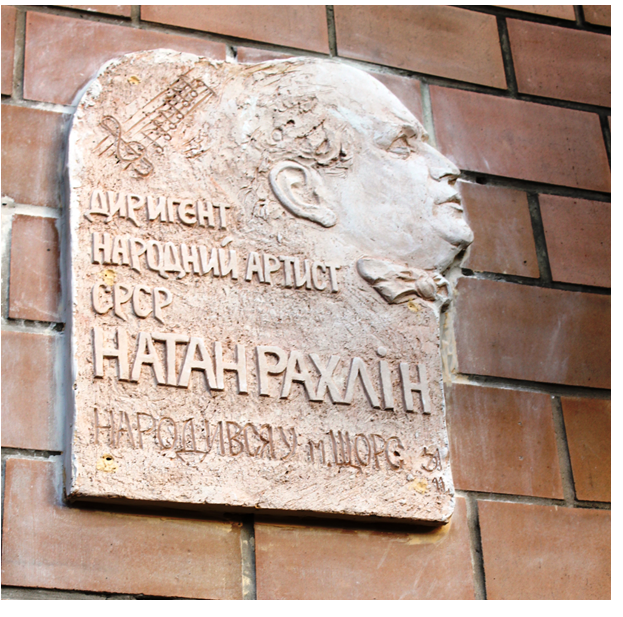 ДИРИГЕНТ
НАРОДНИЙ АРТИСТ
СРСР
НАТАН РАХЛІН
НАРОДИВСЯ У м.ЩОРС